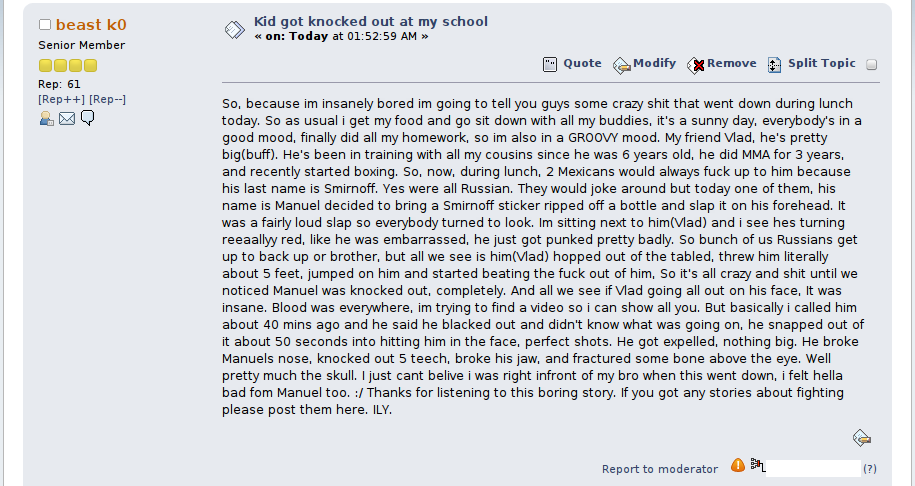 beast k0
Senior Member
Rep: 61
[Rep++] [Rep--]
Kid got knocked out at my school
« on: Today at 01:52:59 AM »
Quote Modify Remove Split Topic
So, because im insanely bored im going to tell you guys some crazy shit that went down during lunch
today. So as usual i get my food and go sit down with all my buddies, it's a sunny day, everybody's in a
good mood, finally did all my homework, so im also in a GROOVY mood. My friend Vlad, he's pretty
big(buff). He's been in training with all my cousins since he was 6 years old, he did MMA for 3 years,
and recently started boxing. So, now, during lunch, 2 Mexicans would always fuck up to him because
his last name is Smirnoff. Yes were all Russian. They would joke around but today one of them, his
name is Manuel decided to bring a Smirnoff sticker ripped off a bottle and slap it on his forehead. It
was a fairly loud slap so everybody turned to look. Im sitting next to him(Vlad) and i see hes turning
reeaallyy red, like he was embarrassed, he just got punked pretty badly. So bunch of us Russians get
up to back up or brother, but all we see is him(Vlad) hopped out of the tabled, threw him literally
about 5 feet, jumped on him and started beating the fuck out of him, So it's all crazy and shit until we
noticed Manuel was knocked out, completely. And all we see if Vlad going all out on his face, It was
insane. Blood was everywhere, im trying to find a video so i can show all you. But basically i called him
about 40 mins ago and he said he blacked out and didn't know what was going on, he snapped out of
it about 50 seconds into hitting him in the face, perfect shots. He got expelled, nothing big. He broke
Manuels nose, knocked out 5 teech, broke his jaw, and fractured some bone above the eye. Well
pretty much the skull. I just cant belive i was right infront of my bro when this went down, i felt hella
bad fom Manuel too. :/ Thanks for listening to this boring story. If you got any stories about fighting
please post them here. ILY.
Report to moderator (?)